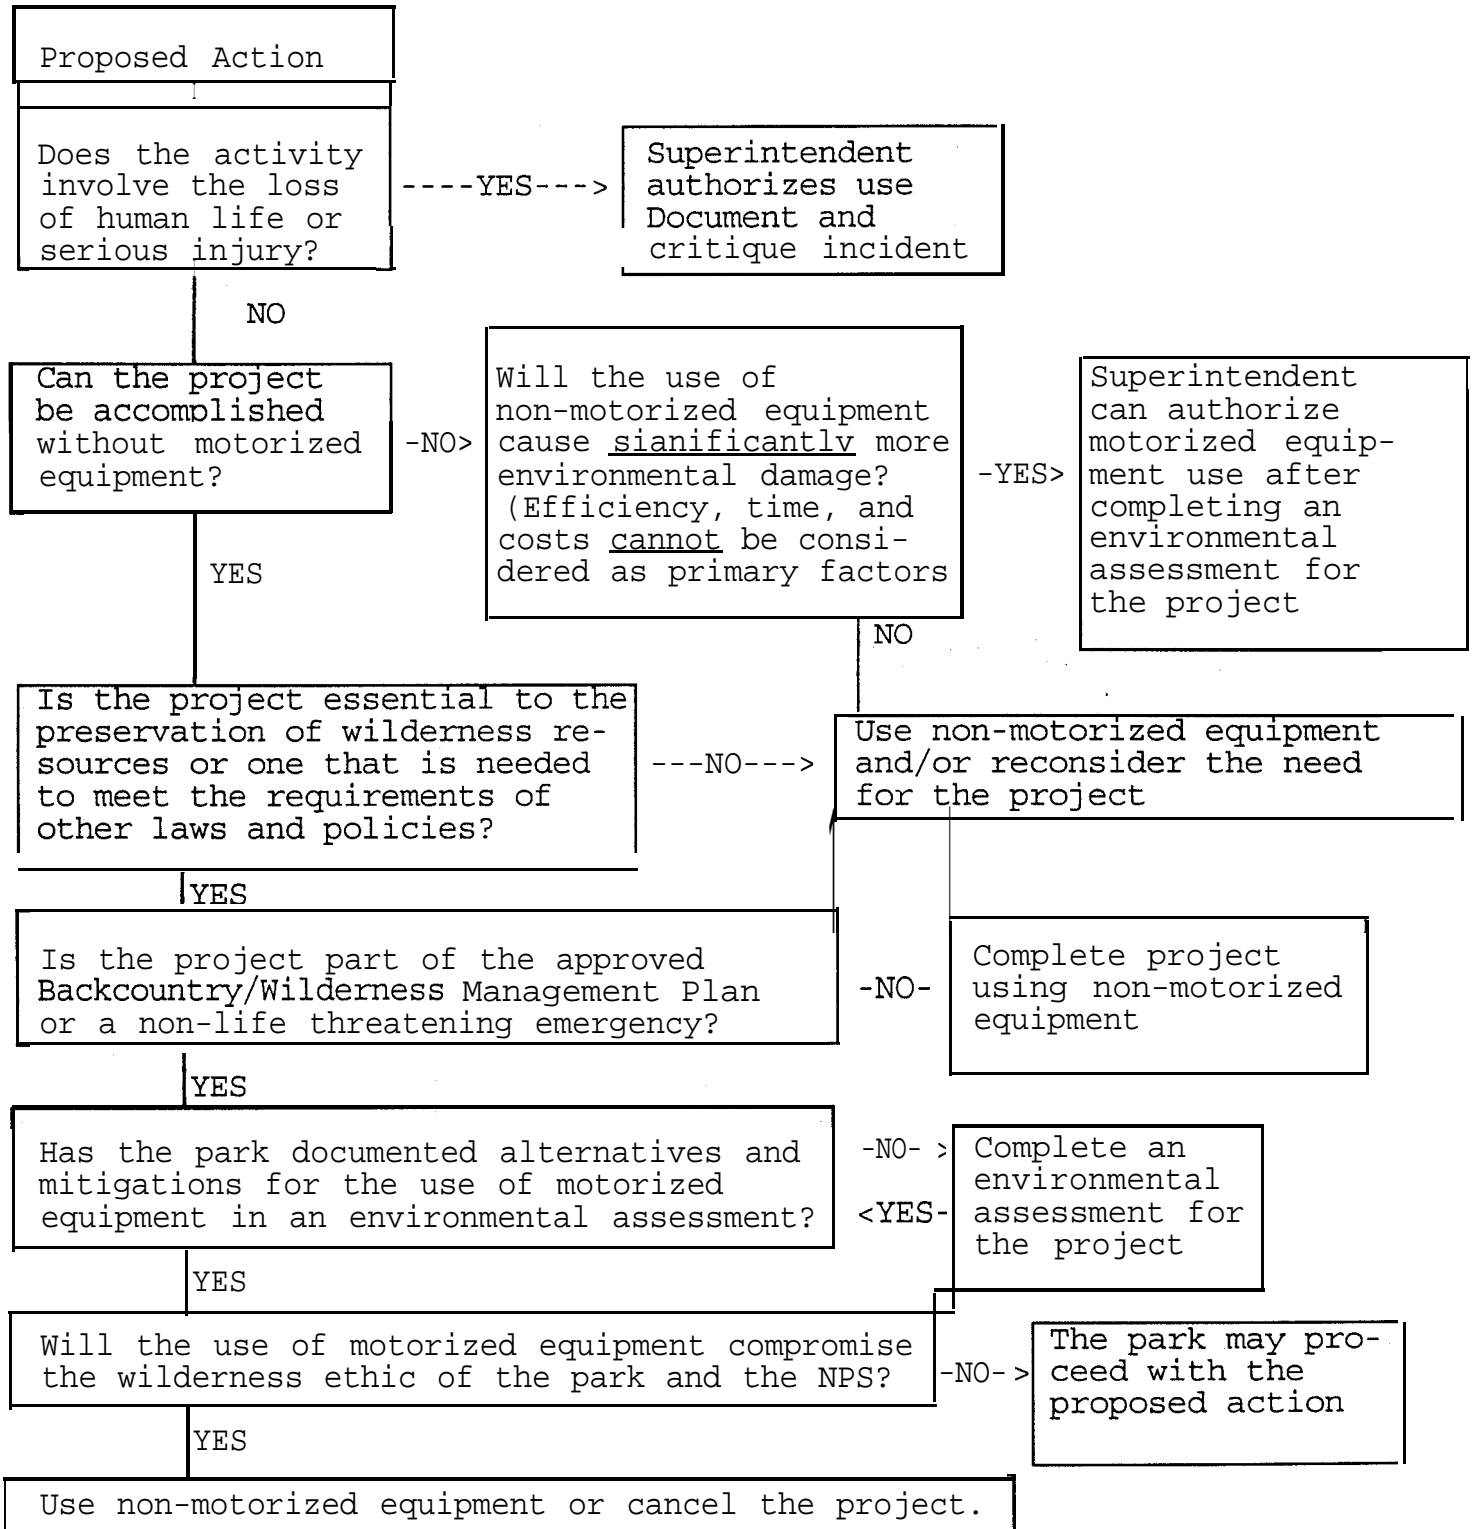 Proposed Action
Does the activity
involve the loss
of human life or
serious injury?
----YES--->
Superintendent
authorizes use
Document and
critique incident
NO
Can the project
be accomplished
without motorized
equipment?
-NO>
Will the use of
non-motorized equipment
cause sianificantlv more
environmental damage?
(Efficiency, time, and
costs cannot be consi-
dered as primary factors
-YES>
Superintendent
can authorize
motorized equip-
ment use after
completing an
environmental
assessment for
the project
YES
NO
Is the project essential to the
preservation of wilderness re-
sources or one that is needed
to meet the requirements of
other laws and policies?
---NO--->
Use non-motorized equipment
and/or reconsider the need
for the project
YES
Is the project part of the approved
Backcountry/Wilderness Management Plan
or a non-life threatening emergency?
-NO-
Complete project
using non-motorized
equipment
YES
Has the park documented alternatives and
mitigations for the use of motorized
equipment in an environmental assessment?
-NO- >
<YES-
Complete an
environmental
assessment for
the project
YES
Will the use of motorized equipment compromise
the wilderness ethic of the park and the NPS?
-NO- >
The park may pro-
ceed with the
proposed action
YES
Use non-motorized equipment or cancel the project.